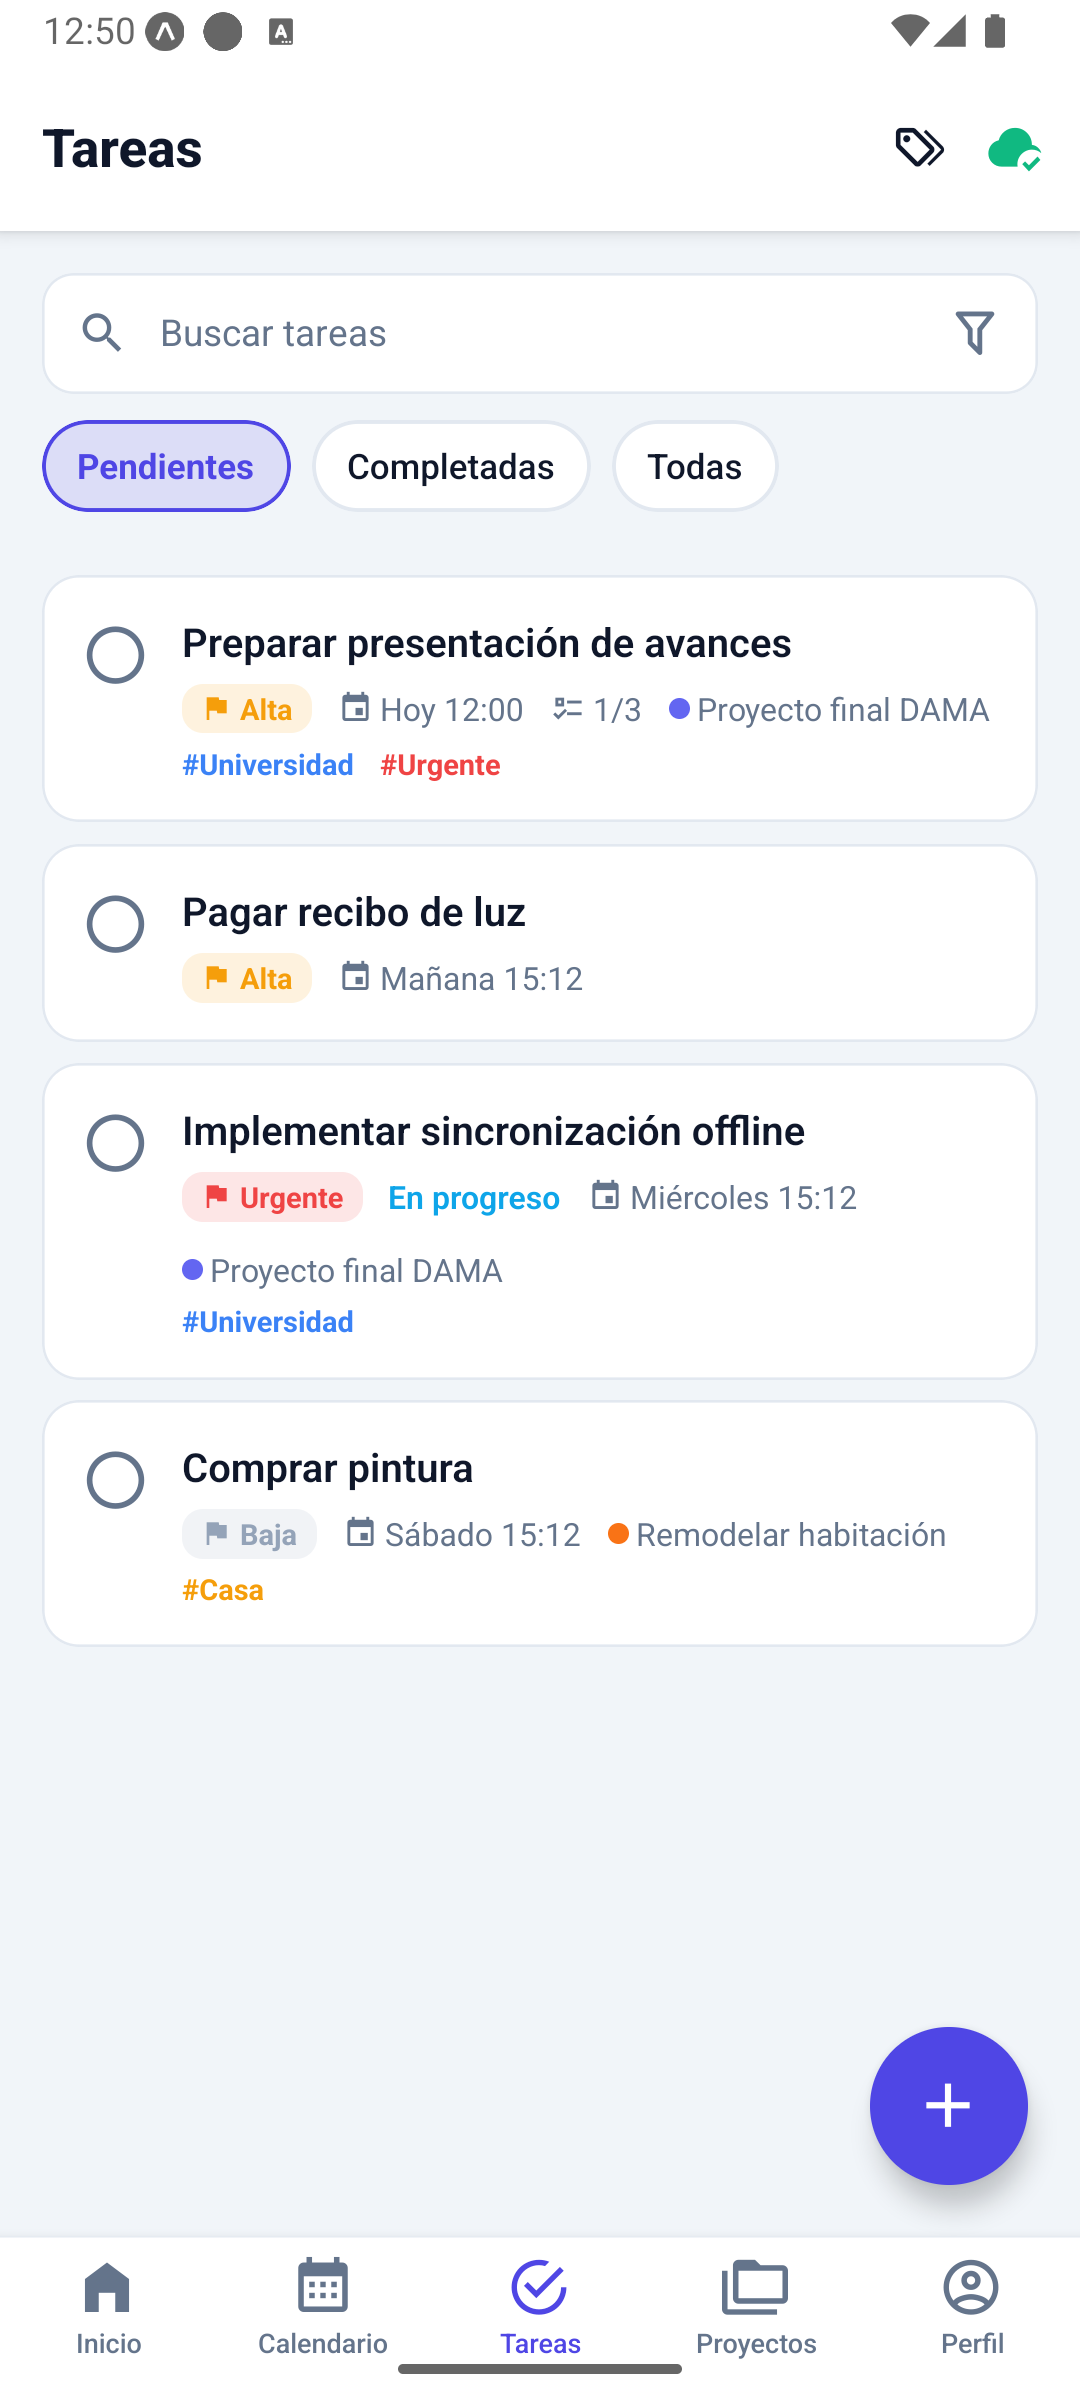 12:50
Tareas
Buscar tareas
Pendientes Completadas Todas
Preparar presentación de avances
Alta Hoy 12:00 1/3 Proyecto final DAMA
#Universidad #Urgente
Pagar recibo de luz
Alta Mañana 15:12
Implementar sincronización offline
Urgente En progreso Miércoles 15:12
Proyecto final DAMA
#Universidad
Comprar pintura
Baja Sábado 15:12 Remodelar habitación
#Casa
Inicio Calendario Tareas Proyectos Perfil